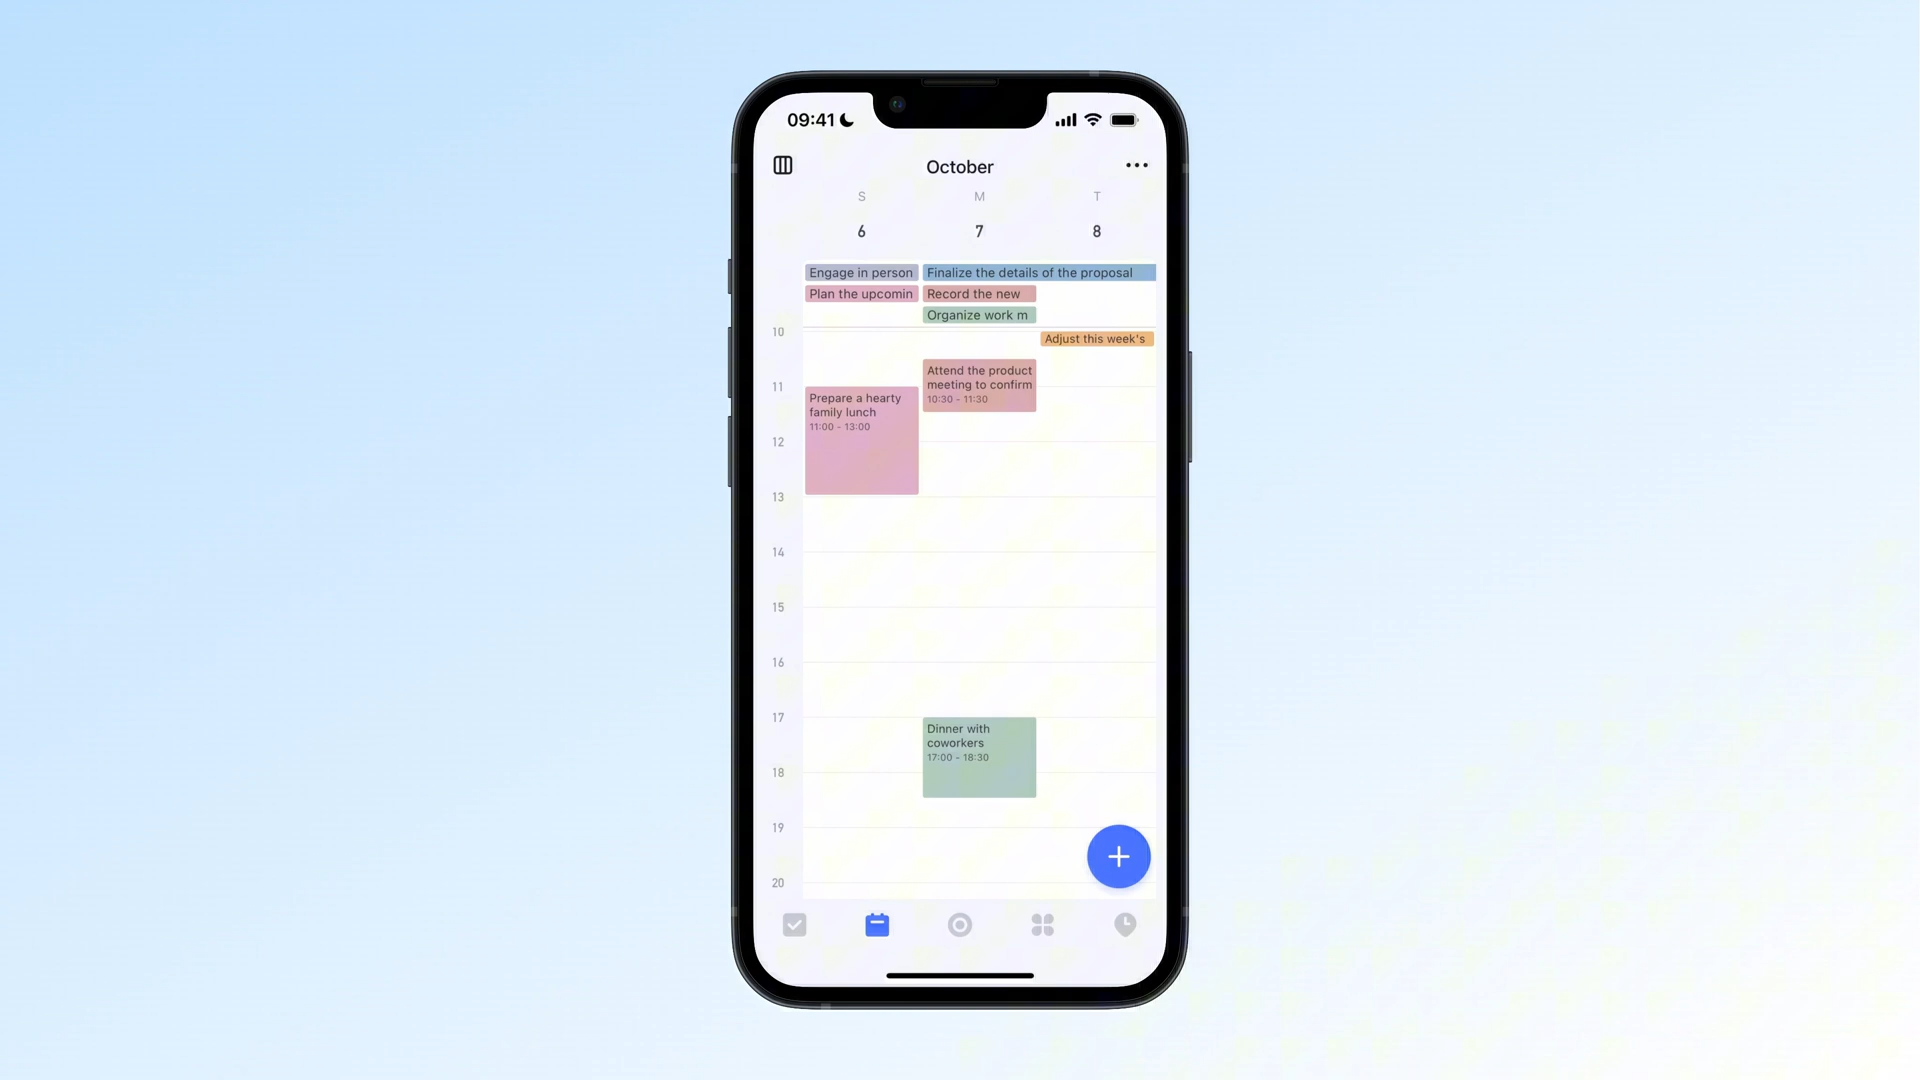 09:41
October
S M T
6 7 8
Engage in person
Finalize the details of the proposal
Plan the upcomin
Record the new
Organize work m
10
Adjust this week's
Attend the product
meeting to confirm
10:30 - 11:30
11
Prepare a hearty
family lunch
11:00 - 13:00
12
13
14
15
16
17
Dinner with
coworkers
17:00 - 18:30
18
19
20